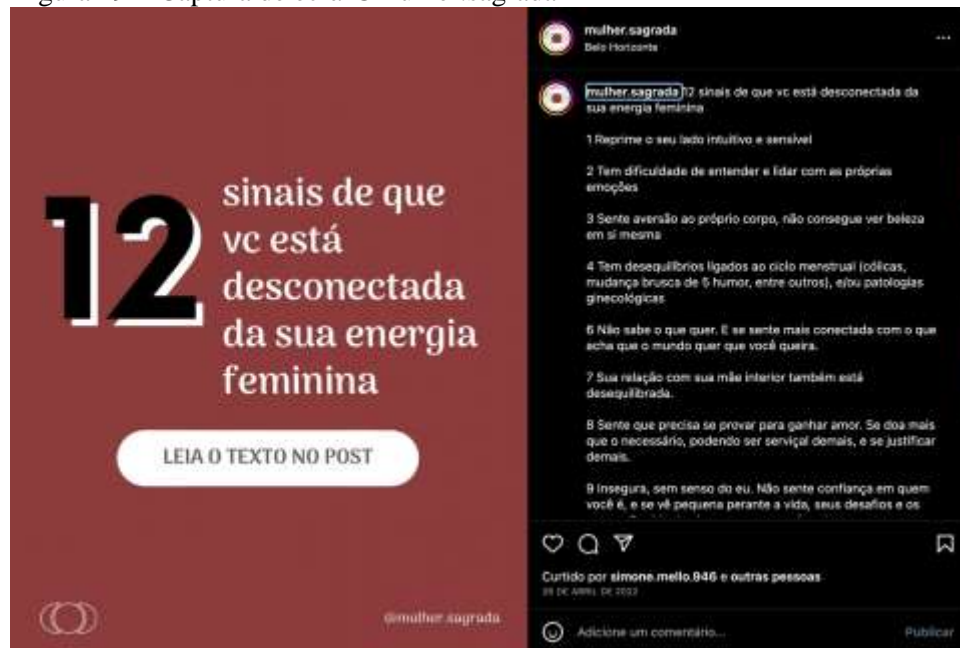 mulher.sagrada
Belo Horizonte
mulher.sagrada 12 sinais de que vc está desconectada da
sua energia feminina
1 Reprime o seu lado intuitivo e sensível
2 Tem dificuldade de entender e lidar com as próprias
emoções
3 Sente aversão ao próprio corpo, não consegue ver beleza
em si mesma
4 Tem desequilíbrios ligados ao ciclo menstrual (cólicas,
mudança brusca de 5 humor, entre outros), e/ou patologias
ginecológicas
6 Não sabe o que quer. E se sente mais conectada com o que
acha que o mundo quer que você queira.
7 Sua relação com sua mãe interior também está
desequilibrada.
8 Sente que precisa se provar para ganhar amor. Se doa mais
que o necessário, podendo ser serviçal demais, e se justificar
demais.
9 Insegura, sem senso do eu. Não sente confiança em quem
você é, e se vê pequena perante a vida, seus desafios e os
12
sinais de que
vc está
desconectada
da sua energia
feminina
LEIA O TEXTO NO POST
@mulher.sagrada
Curtido por simone.mello.946 e outras pessoas
DE ABRIL DE
Adicione um comentário...
Publicar